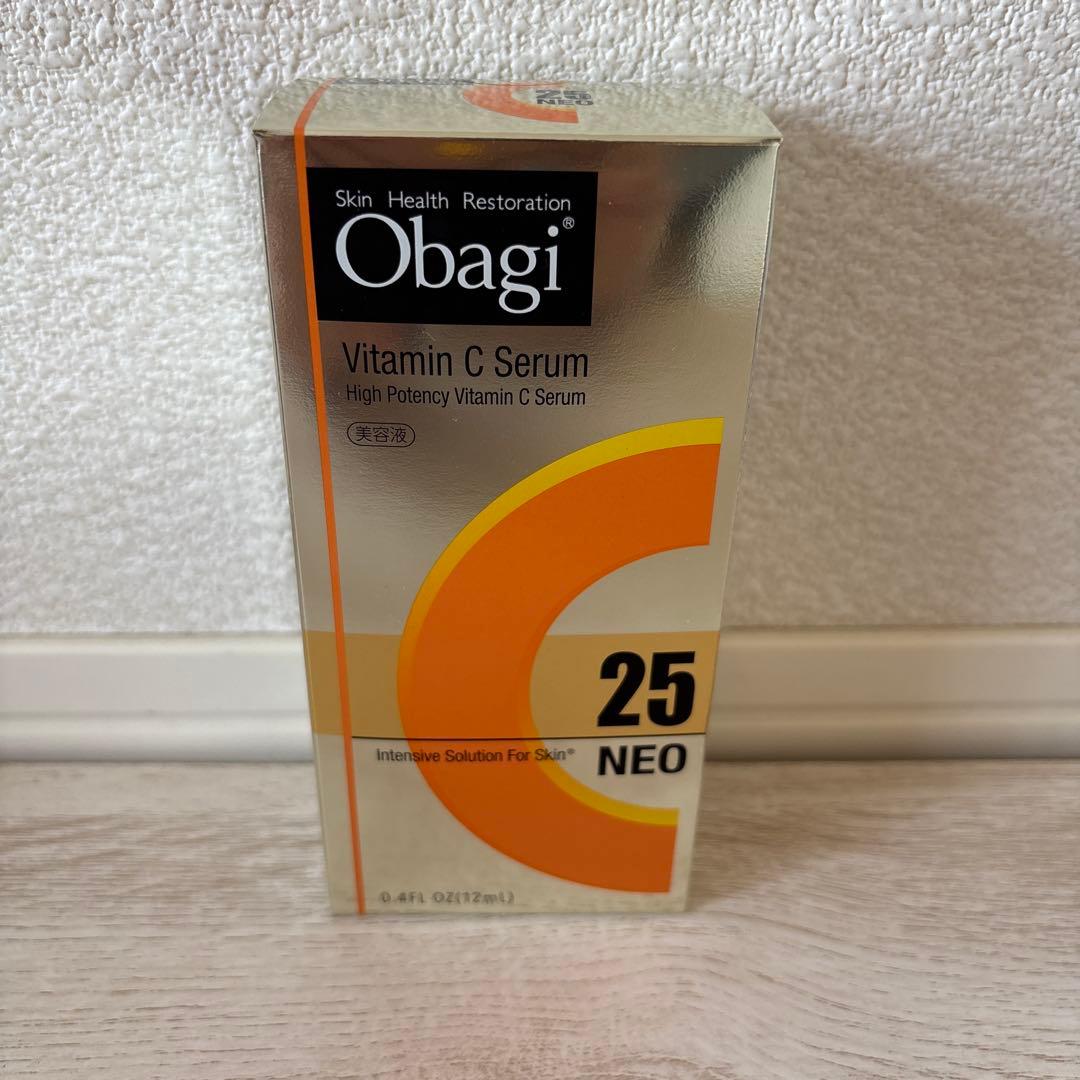 25
NEO
Skin Health Restoration
Obagi®
Vitamin C Serum
High Potency Vitamin C Serum
美容液
25
Intensive Solution For Skin®
NEO
0.4FL OZ(12mL)